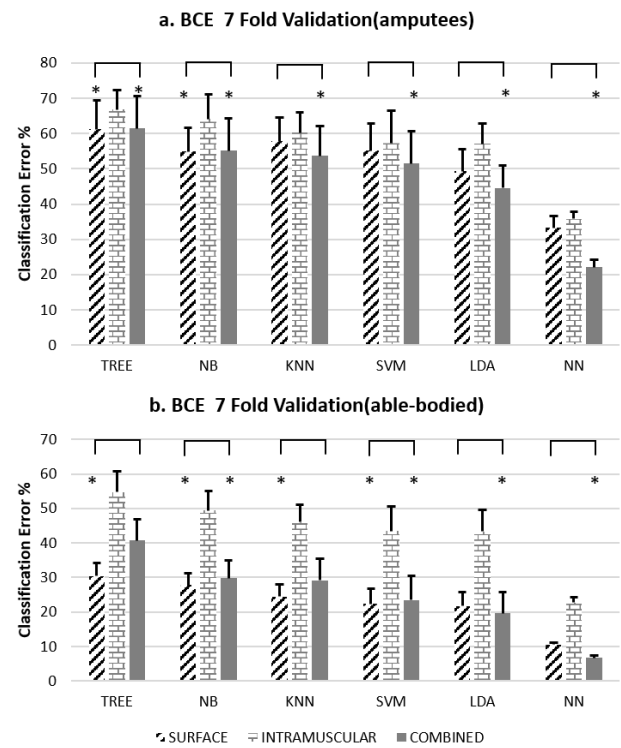 a. BCE 7 Fold Validation(amputees)
Classification Error %
80
70
60
50
40
30
20
10
0
* * * * * * * *
TREE NB KNN SVM LDA NN
b. BCE 7 Fold Validation(able-bodied)
Classification Error %
70
60
50
40
30
20
10
0
* * * * * * * *
TREE NB KNN SVM LDA NN
SURFACE INTRAMUSCULAR COMBINED